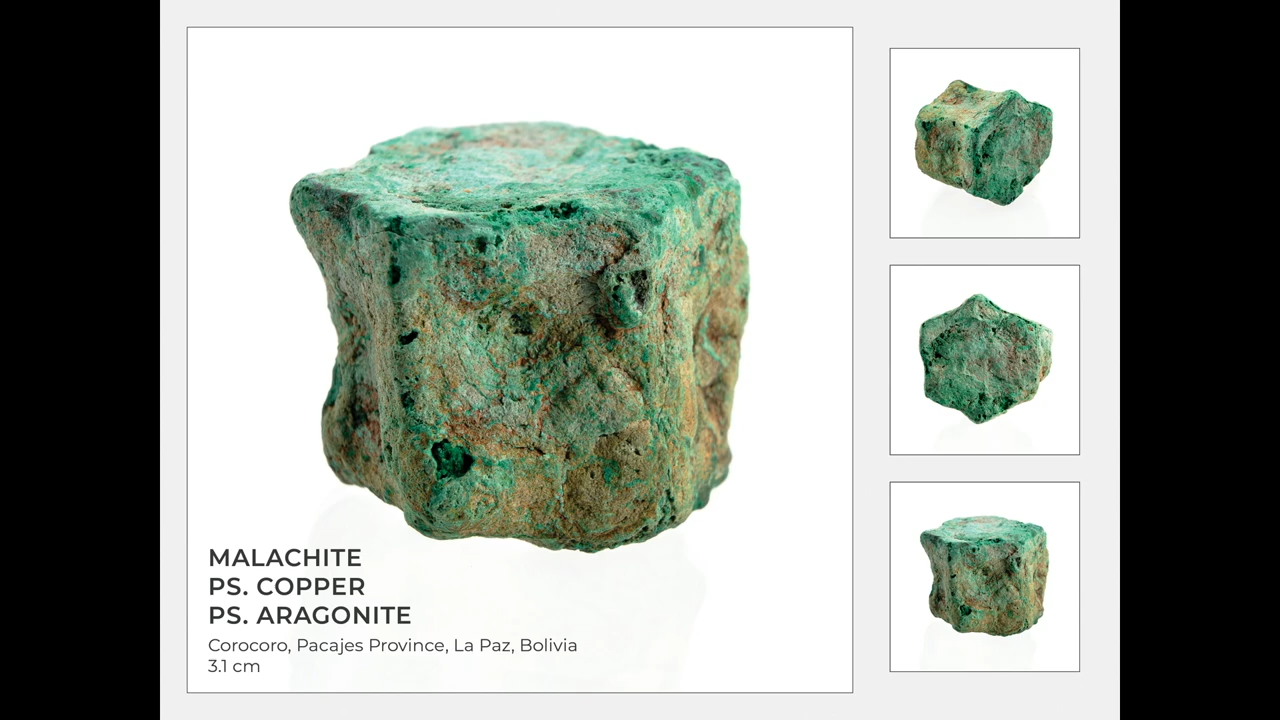 MALACHITE
PS. COPPER
PS. ARAGONITE
Corocoro, Pacajes Province, La Paz, Bolivia
3.1 cm